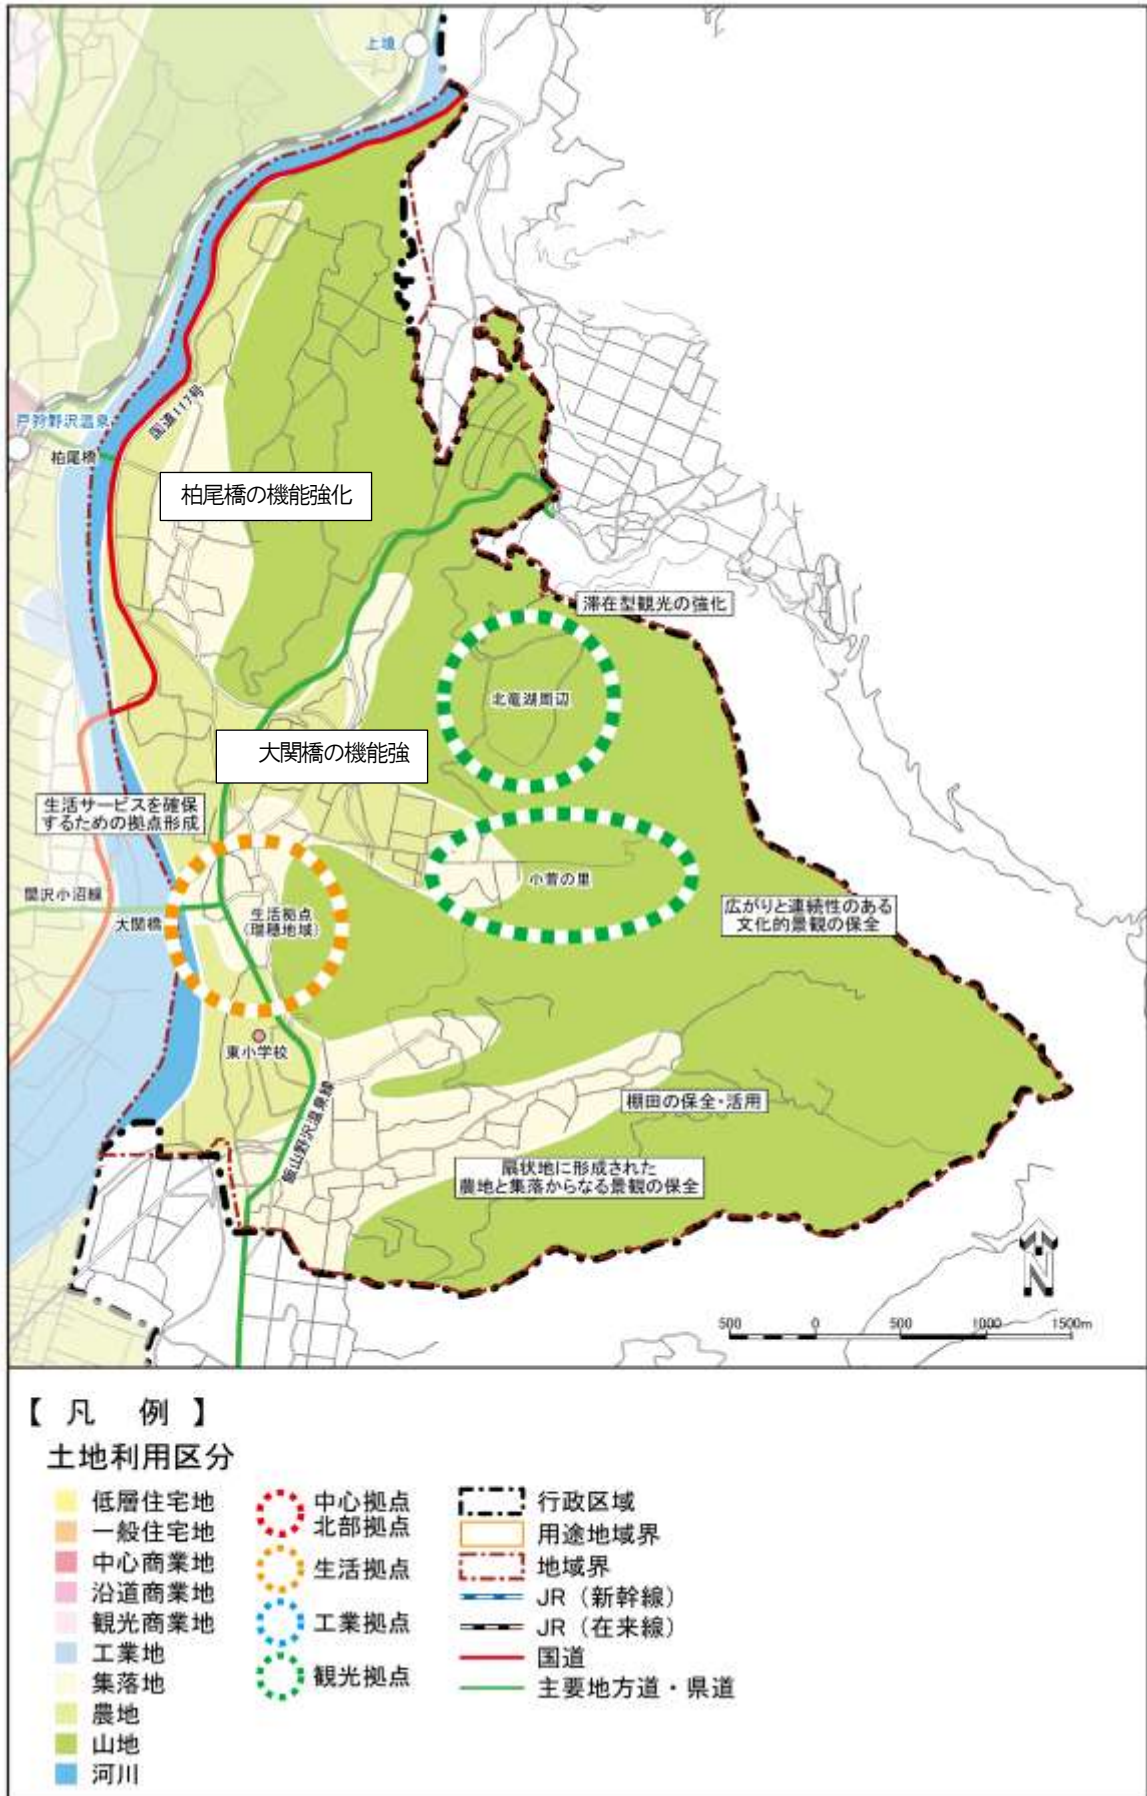 上境
国道117号
戸狩野沢温泉
柏尾橋
柏尾橋の機能強化
滞在型観光の強化
北竜湖周辺
大関橋の機能強
生活サービスを確保
するための拠点形成
小菅の里
関沢小沼線
大関橋
生活拠点
(瑞穂地域)
広がりと連続性のある
文化的景観の保全
東小学校
飯山野沢温泉線
棚田の保全・活用
扇状地に形成された
農地と集落からなる景観の保全
N
500 0 500 1000 1500m
【 凡 例 】
土地利用区分
低層住宅地
一般住宅地
中心商業地
沿道商業地
観光商業地
工業地
集落地
農地
山地
河川
中心拠点
北部拠点
生活拠点
工業拠点
観光拠点
行政区域
用途地域界
地域界
JR（新幹線）
JR（在来線）
国道
主要地方道・県道